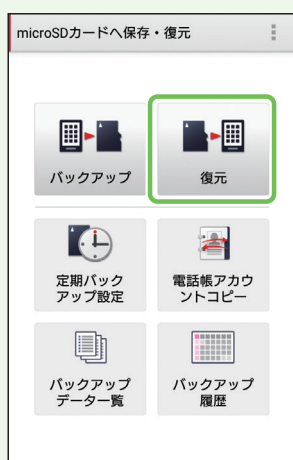 microSDカードへ保存・復元
バックアップ
復元
定期バック
アップ設定
電話帳アカウ
ントコピー
バックアップ
データ一覧
バックアップ
履歴